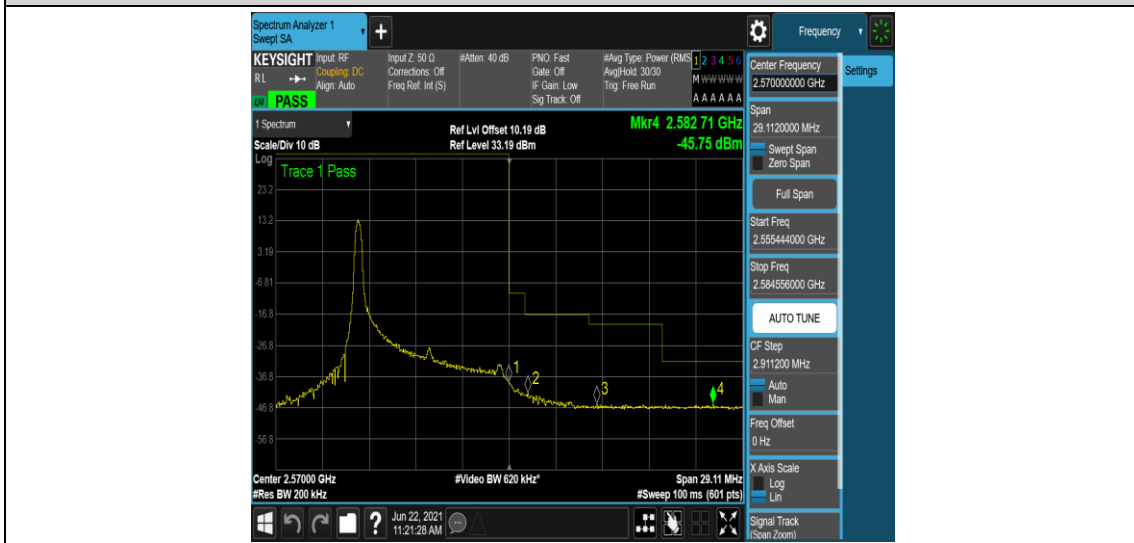 Spectrum Analyzer 1
Swept SA
+
Frequency
KEYSIGHT
RL
LXI
PASS
Input: RF
Coupling: DC
Align: Auto
Input Z: 50 Ω
Corrections: Off
Freq Ref: Int (S)
#Atten: 40 dB
PNO: Fast
Gate: Off
IF Gain: Low
Sig Track: Off
#Avg Type: Power (RMS
Avg|Hold: 30/30
Trig: Free Run
1 2 3 4 5 6
M W W W W W
A A A A A A
1 Spectrum
Scale/Div 10 dB
Ref Lvl Offset 10.19 dB
Ref Level 33.19 dBm
Mkr4 2.582 71 GHz
-45.75 dBm
Log
Trace 1 Pass
23.2
13.2
3.19
-6.81
-16.8
-26.8
-36.8
-46.8
-56.8
1
2
3
4
Center 2.57000 GHz
#Res BW 200 kHz
#Video BW 620 kHz*
Span 29.11 MHz
#Sweep 100 ms (601 pts)
Center Frequency
2.570000000 GHz
Settings
Span
29.1120000 MHz
Swept Span
Zero Span
Full Span
Start Freq
2.555444000 GHz
Stop Freq
2.584556000 GHz
AUTO TUNE
CF Step
2.911200 MHz
Auto
Man
Freq Offset
0 Hz
X Axis Scale
Log
Lin
Signal Track
(Span Zoom)
?
Jun 22, 2021
11:21:28 AM